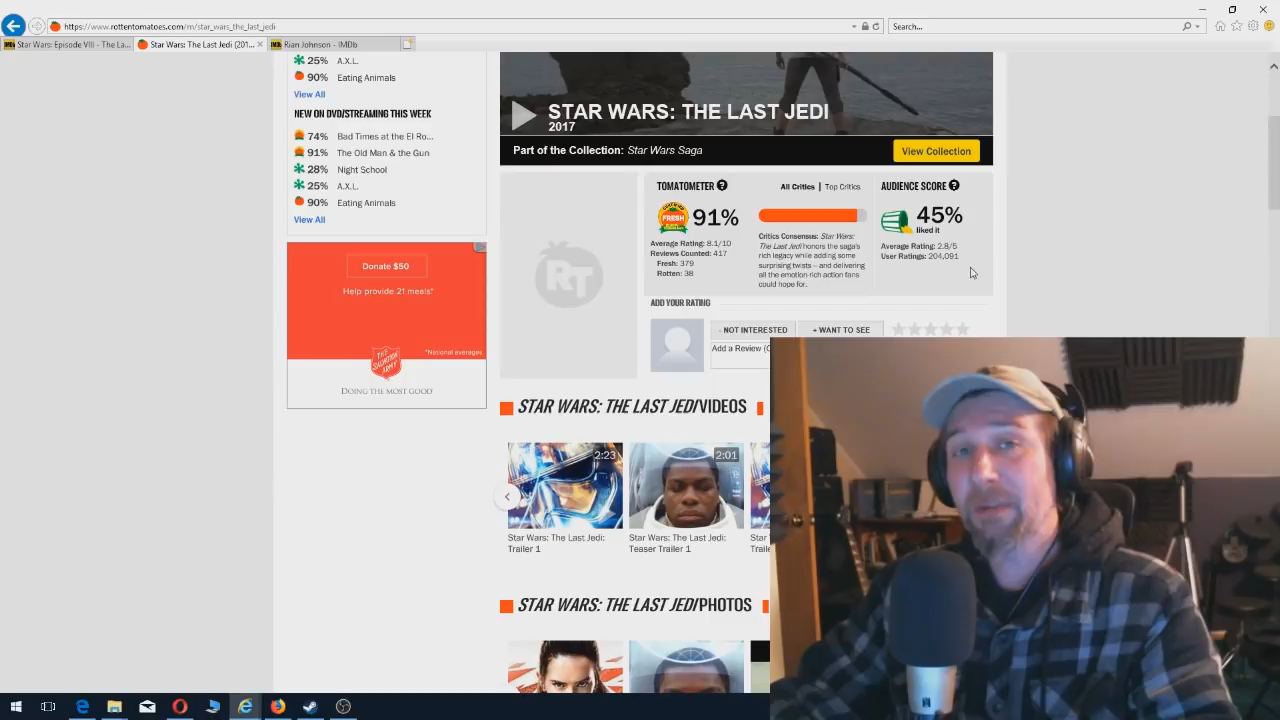 https://www.rottentomatoes.com/m/star_wars_the_last_jedi
Search...
Star Wars: Episode VIII - The La...
Star Wars: The Last Jedi (201...
Rian Johnson - IMDb
25% A.X.L.
90% Eating Animals
View All
NEW ON DVD/STREAMING THIS WEEK
74% Bad Times at the El Ro...
91% The Old Man & the Gun
28% Night School
25% A.X.L.
90% Eating Animals
View All
Donate $50
Help provide 21 meals*
*National averages
THE SALVATION ARMY
DOING THE MOST GOOD
STAR WARS: THE LAST JEDI
2017
Part of the Collection: Star Wars Saga
View Collection
RT
TOMATOMETER
All Critics | Top Critics
FRESH
91%
Average Rating: 8.1/10
Reviews Counted: 417
Fresh: 379
Rotten: 38
Critics Consensus: Star Wars:
The Last Jedi honors the saga's
rich legacy while adding some
surprising twists -- and delivering
all the emotion-rich action fans
could hope for.
AUDIENCE SCORE
45%
liked it
Average Rating: 2.8/5
User Ratings: 204,091
ADD YOUR RATING
- NOT INTERESTED
+ WANT TO SEE
Add a Review (O
STAR WARS: THE LAST JEDI VIDEOS
2:23
2:01
Star Wars: The Last Jedi:
Trailer 1
Star Wars: The Last Jedi:
Teaser Trailer 1
Star
Traile
STAR WARS: THE LAST JEDI PHOTOS